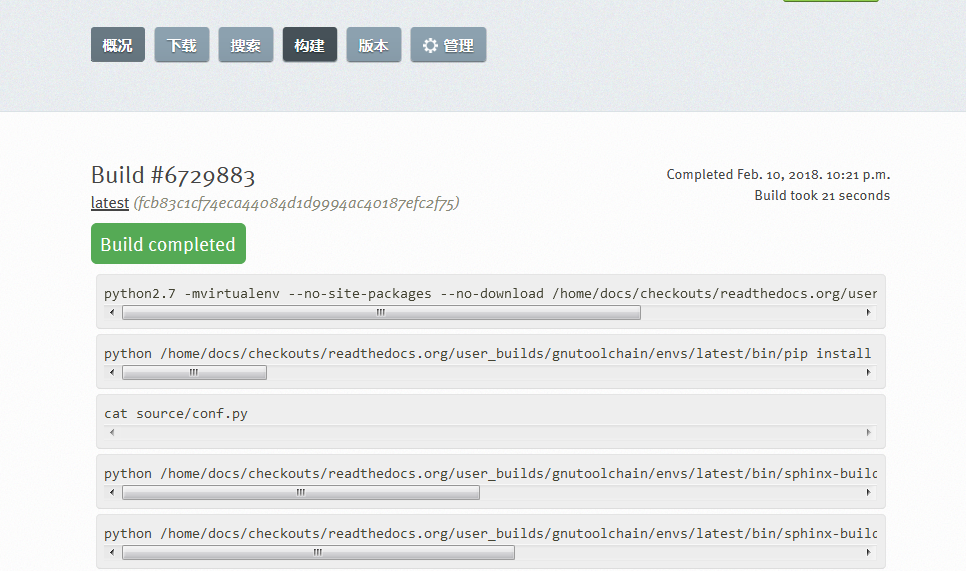 概况 下载 搜索 构建 版本 管理
Build #6729883
Completed Feb. 10, 2018. 10:21 p.m.
latest (fcb83c1cf74eca44084d1d9994ac40187efc2f75)
Build took 21 seconds
Build completed
python2.7 -mvirtualenv --no-site-packages --no-download /home/docs/checkouts/readthedocs.org/user
python /home/docs/checkouts/readthedocs.org/user_builds/gnutoolchain/envs/latest/bin/pip install
cat source/conf.py
python /home/docs/checkouts/readthedocs.org/user_builds/gnutoolchain/envs/latest/bin/sphinx-build
python /home/docs/checkouts/readthedocs.org/user_builds/gnutoolchain/envs/latest/bin/sphinx-build